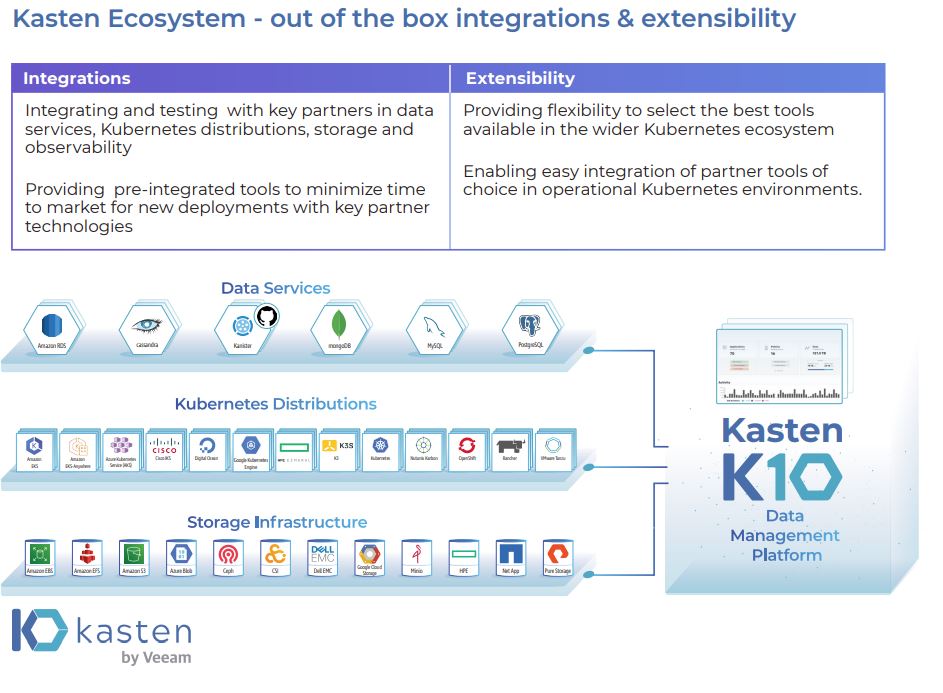 Kasten Ecosystem - out of the box integrations & extensibility
Integrations
Extensibility
Integrating and testing with key partners in data
services, Kubernetes distributions, storage and
observability
Providing pre-integrated tools to minimize time
to market for new deployments with key partner
technologies
Providing flexibility to select the best tools
available in the wider Kubernetes ecosystem
Enabling easy integration of partner tools of
choice in operational Kubernetes environments.
Data Services
Amazon RDS
cassandra
Kanister
mongoDB
MySQL
PostgreSQL
Kubernetes Distributions
Amazon
EKS
Amazon
EKS-Anywhere
Azure Kubernetes
Service (AKS)
CISCO
Cisco IKS
Digital Ocean
Google Kubernetes
Engine
HPE EZMERAL
K3S
K3
Kubernetes
Nutanix Karbon
OpenShift
Rancher
VMware Tanzu
Storage Infrastructure
Amazon EBS
Amazon EFS
Amazon S3
Azure Blob
Ceph
CSI
DELL
EMC
Dell EMC
Google Cloud
Storage
Minio
HPE
Net App
Pure Storage
Kasten
K10
Data
Management
Platform
kasten
by Veeam